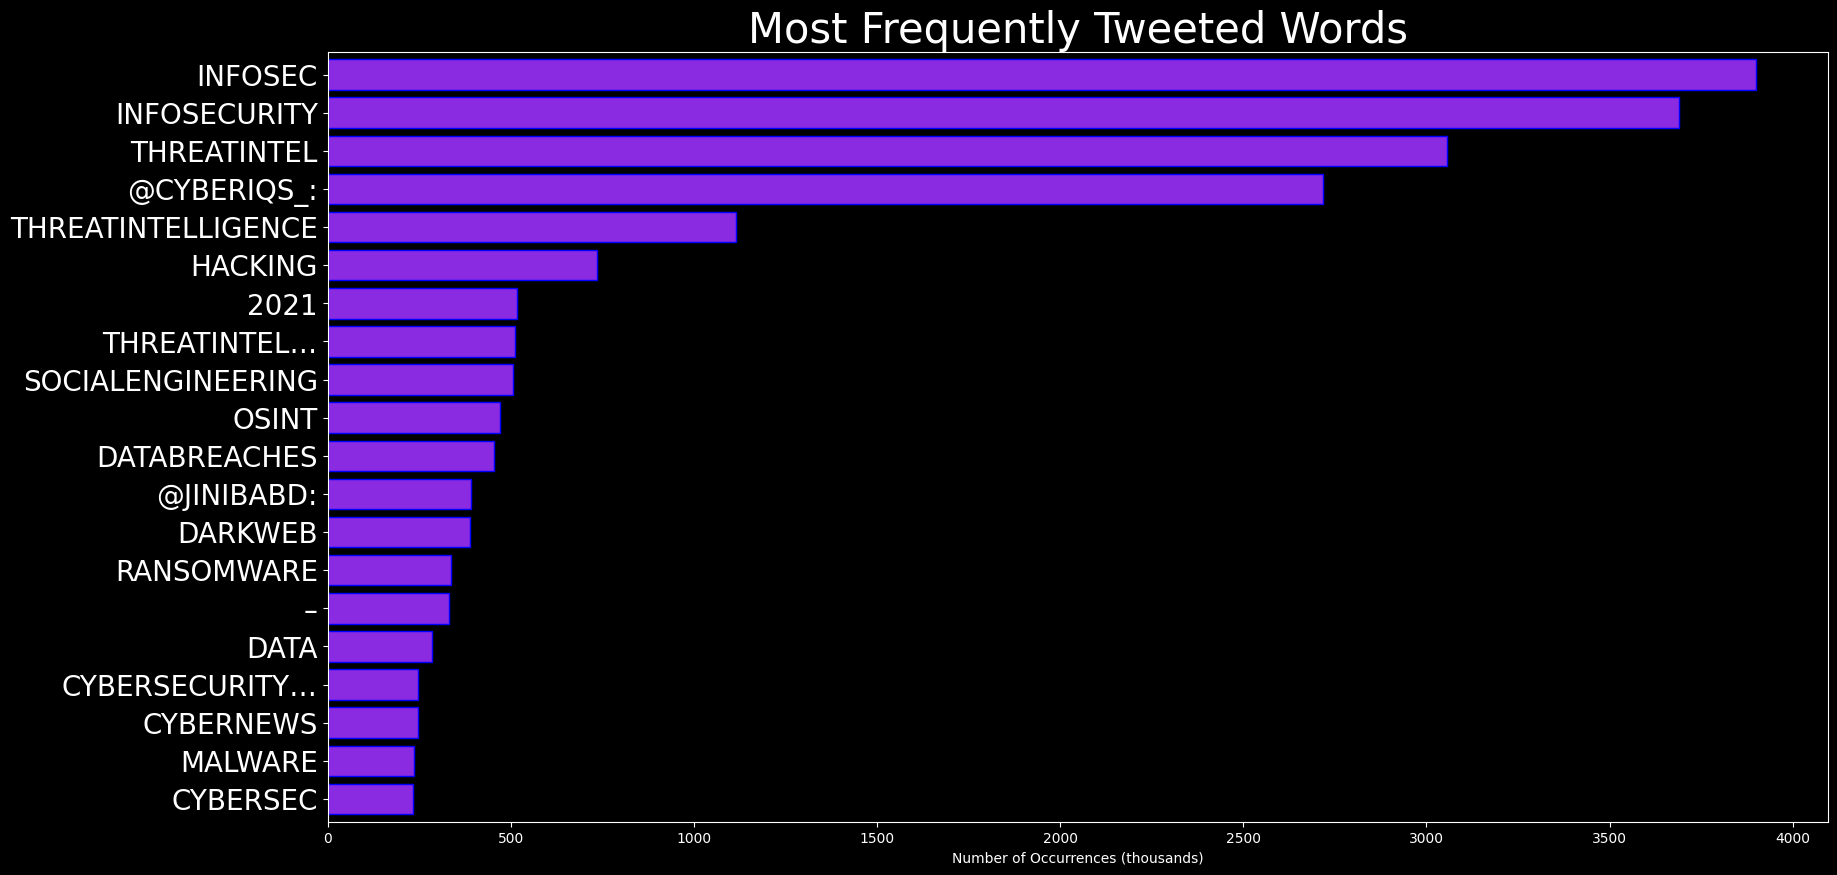 Most Frequently Tweeted Words
INFOSEC
INFOSECURITY
THREATINTEL
@CYBERIQS_:
THREATINTELLIGENCE
HACKING
2021
THREATINTEL...
SOCIALENGINEERING
OSINT
DATABREACHES
@JINIBABD:
DARKWEB
RANSOMWARE
–
DATA
CYBERSECURITY...
CYBERNEWS
MALWARE
CYBERSEC
0 500 1000 1500 2000 2500 3000 3500 4000
Number of Occurrences (thousands)